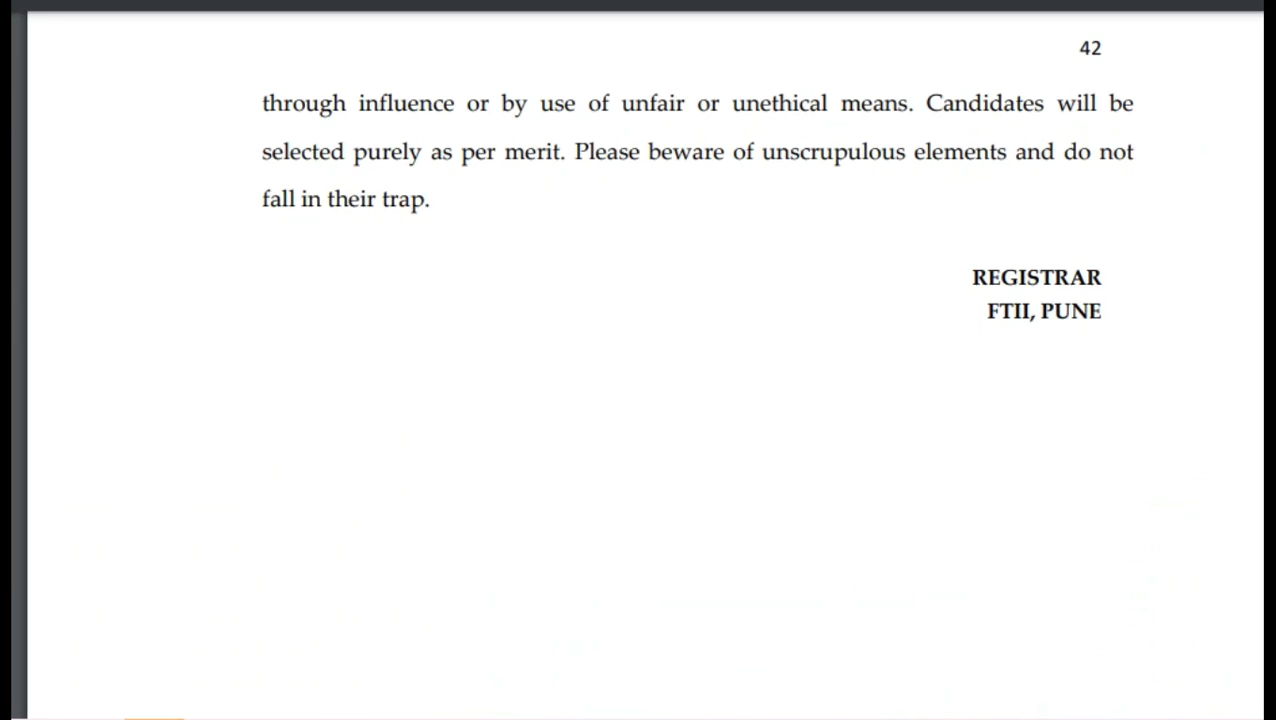 42
through influence or by use of unfair or unethical means. Candidates will be
selected purely as per merit. Please beware of unscrupulous elements and do not
fall in their trap.
REGISTRAR
FTII, PUNE